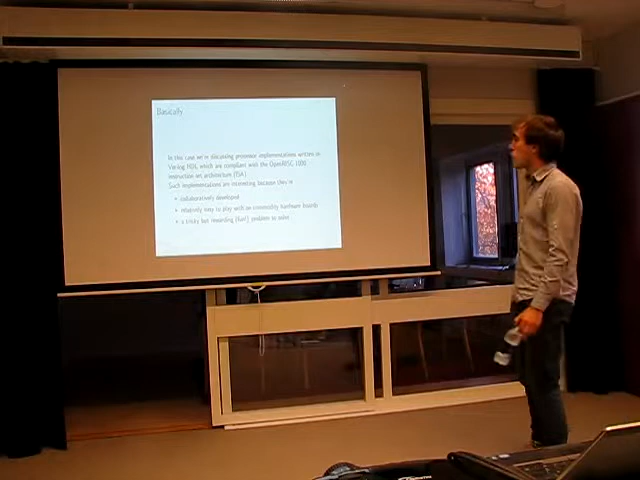 Basically
In this case we're discussing processor implementations written in
Verilog HDL which are compliant with the OpenRISC 1000
instruction set architecture (ISA)
Such implementations are interesting because they're
• collaboratively developed
• relatively easy to play with on commodity hardware boards
• a tricky but rewarding (fun!) problem to solve